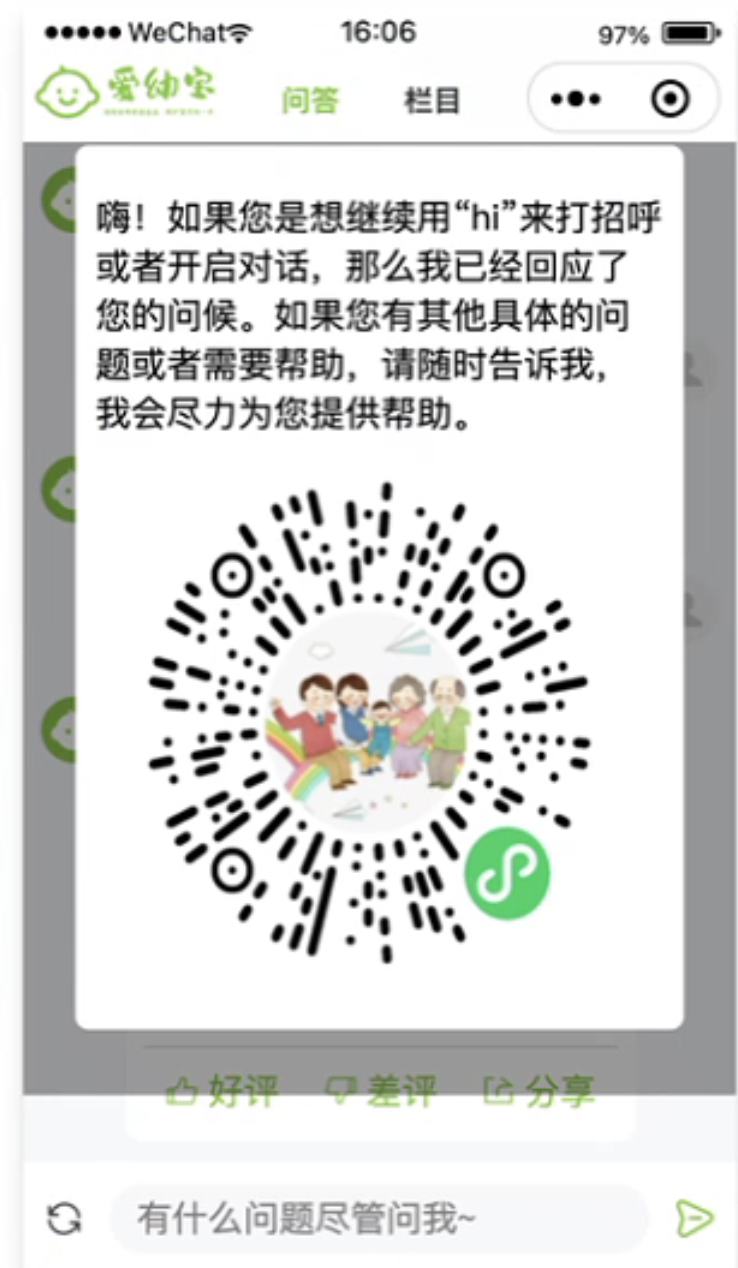 WeChat 16:06 97%
爱幼宝 问答 栏目
嗨！如果您是想继续用“hi”来打招呼
或者开启对话，那么我已经回应了
您的问候。如果您有其他具体的问
题或者需要帮助，请随时告诉我，
我会尽力为您提供帮助。
好评 差评 分享
有什么问题尽管问我~